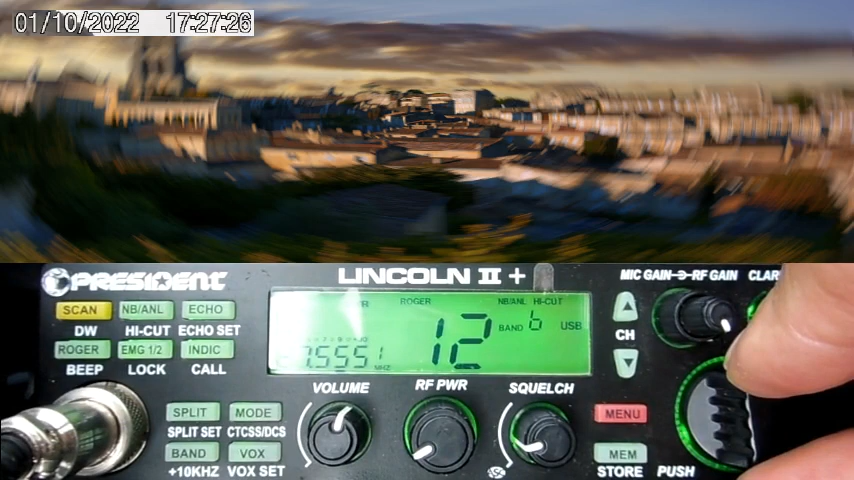 01/10/2022 17:27:26
PRESIDENT LINCOLN II + MIC GAIN RF GAIN
SCAN NB/ANL ECHO
DW HI-CUT ECHO SET
ROGER EMG 1/2 INDIC
BEEP LOCK CALL
ROGER NB/ANL HI-CUT
12 BAND 6 USB
MHZ
CH
VOLUME RF PWR SQUELCH
SPLIT MODE
SPLIT SET CTCSS/DCS
BAND VOX
+10KHZ VOX SET
ASC
MENU
MEM
STORE PUSH